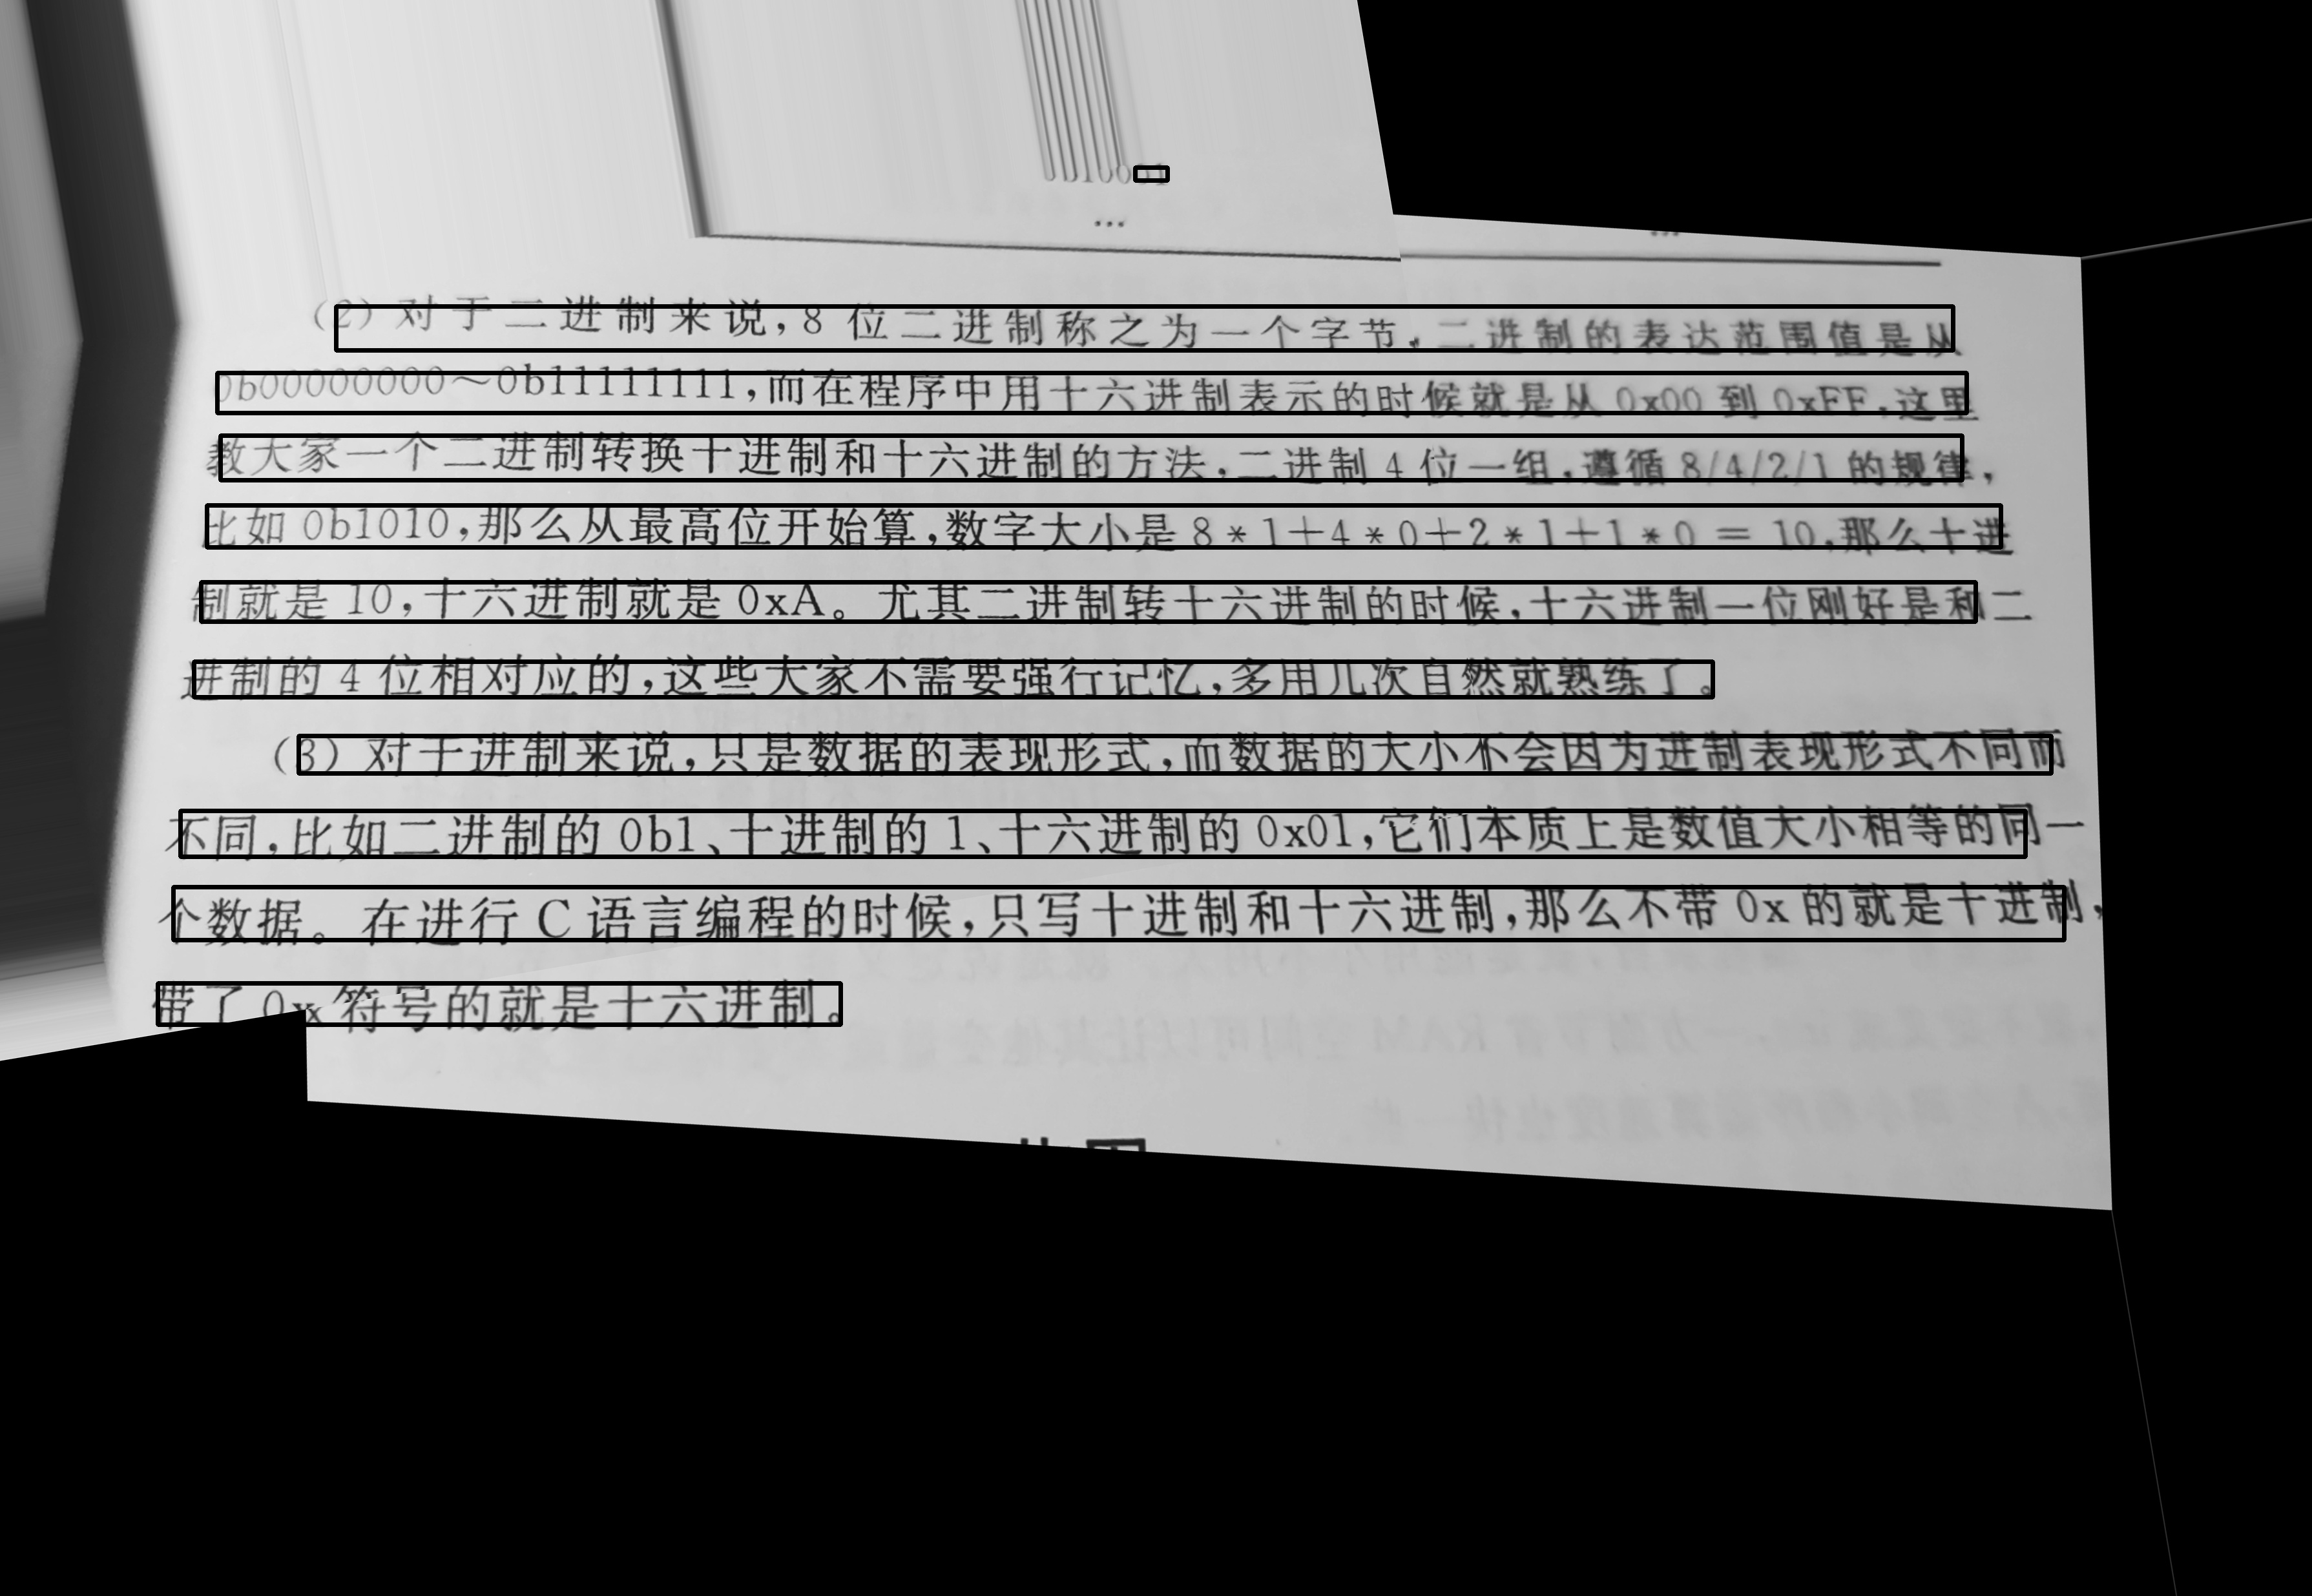 …
(2) 对于二进制来说,8 位二进制称之为一个字节,二进制的表达范围值是从
0b00000000～0b11111111,而在程序中用十六进制表示的时候就是从 0x00 到 0xFF,这里
教大家一个二进制转换十进制和十六进制的方法,二进制 4 位一组,遵循 8/4/2/1 的规律,
比如 0b1010,那么从最高位开始算,数字大小是 8*1+4*0+2*1+1*0 = 10,那么十进
制就是 10,十六进制就是 0xA。尤其二进制转十六进制的时候,十六进制一位刚好是和二
进制的 4 位相对应的,这些大家不需要强行记忆,多用几次自然就熟练了。
(3) 对于进制来说,只是数据的表现形式,而数据的大小不会因为进制表现形式不同而
不同,比如二进制的 0b1、十进制的 1、十六进制的 0x01,它们本质上是数值大小相等的同一
个数据。在进行 C 语言编程的时候,只写十进制和十六进制,那么不带 0x 的就是十进制,
带了 0x 符号的就是十六进制。